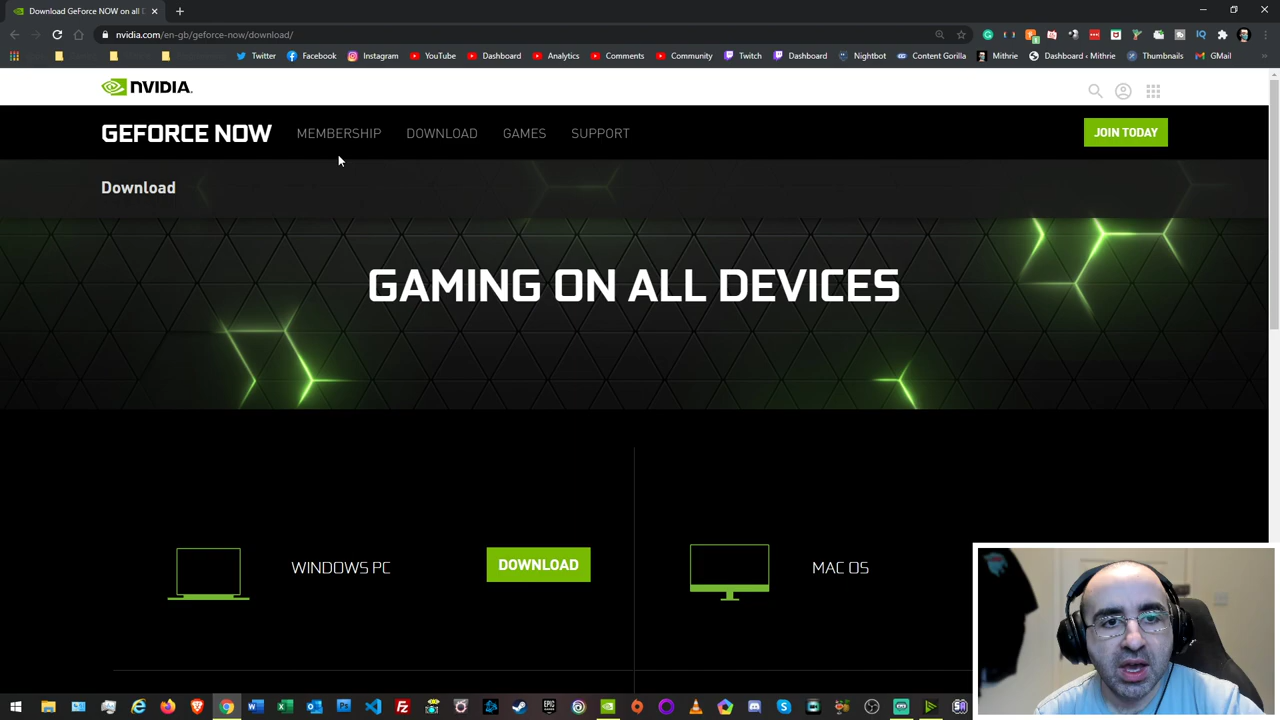 Download GeForce NOW on all D
nvidia.com/en-gb/geforce-now/download/
Twitter Facebook Instagram YouTube Dashboard Analytics Comments Community Twitch Dashboard Nightbot Content Gorilla Mithrie Dashboard ‹ Mithrie Thumbnails GMail
NVIDIA.
GEFORCE NOW MEMBERSHIP DOWNLOAD GAMES SUPPORT JOIN TODAY
Download
GAMING ON ALL DEVICES
WINDOWS PC DOWNLOAD MAC OS